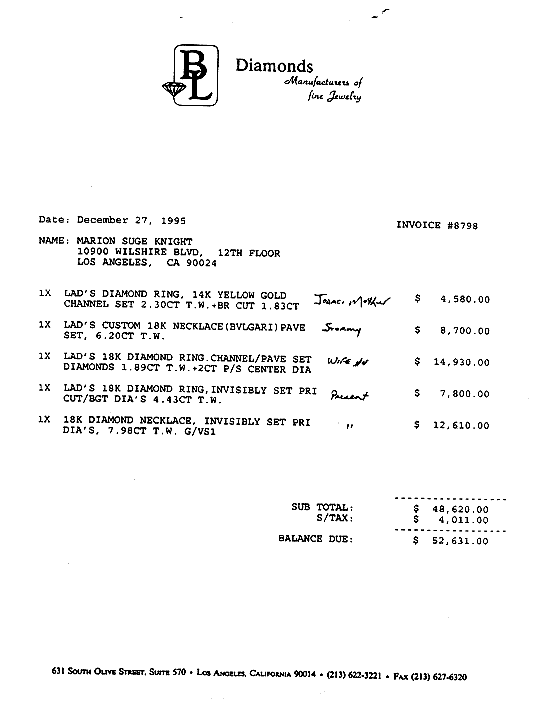 BL
Diamonds
Manufacturers of
fine Jewelry
Date: December 27, 1995
INVOICE #8798
NAME: MARION SUGE KNIGHT
10900 WILSHIRE BLVD, 12TH FLOOR
LOS ANGELES, CA 90024
1X LAD'S DIAMOND RING, 14K YELLOW GOLD
CHANNEL SET 2.30CT T.W.+BR CUT 1.83CT Mother $ 4,580.00
1X LAD'S CUSTOM 18K NECKLACE(BVLGARI)PAVE
SET, 6.20CT T.W. Stormy $ 8,700.00
1X LAD'S 18K DIAMOND RING.CHANNEL/PAVE SET
DIAMONDS 1.89CT T.W.+2CT P/S CENTER DIA Wife $ 14,930.00
1X LAD'S 18K DIAMOND RING,INVISIBLY SET PRI
CUT/BGT DIA'S 4.43CT T.W. Present $ 7,800.00
1X 18K DIAMOND NECKLACE, INVISIBLY SET PRI
DIA'S, 7.98CT T.W. G/VS1 " $ 12,610.00
SUB TOTAL: $ 48,620.00
S/TAX: $ 4,011.00
BALANCE DUE: $ 52,631.00
631 South Olive Street, Suite 570 • Los Angeles, California 90014 • (213) 622-3221 • Fax (213) 627-6320